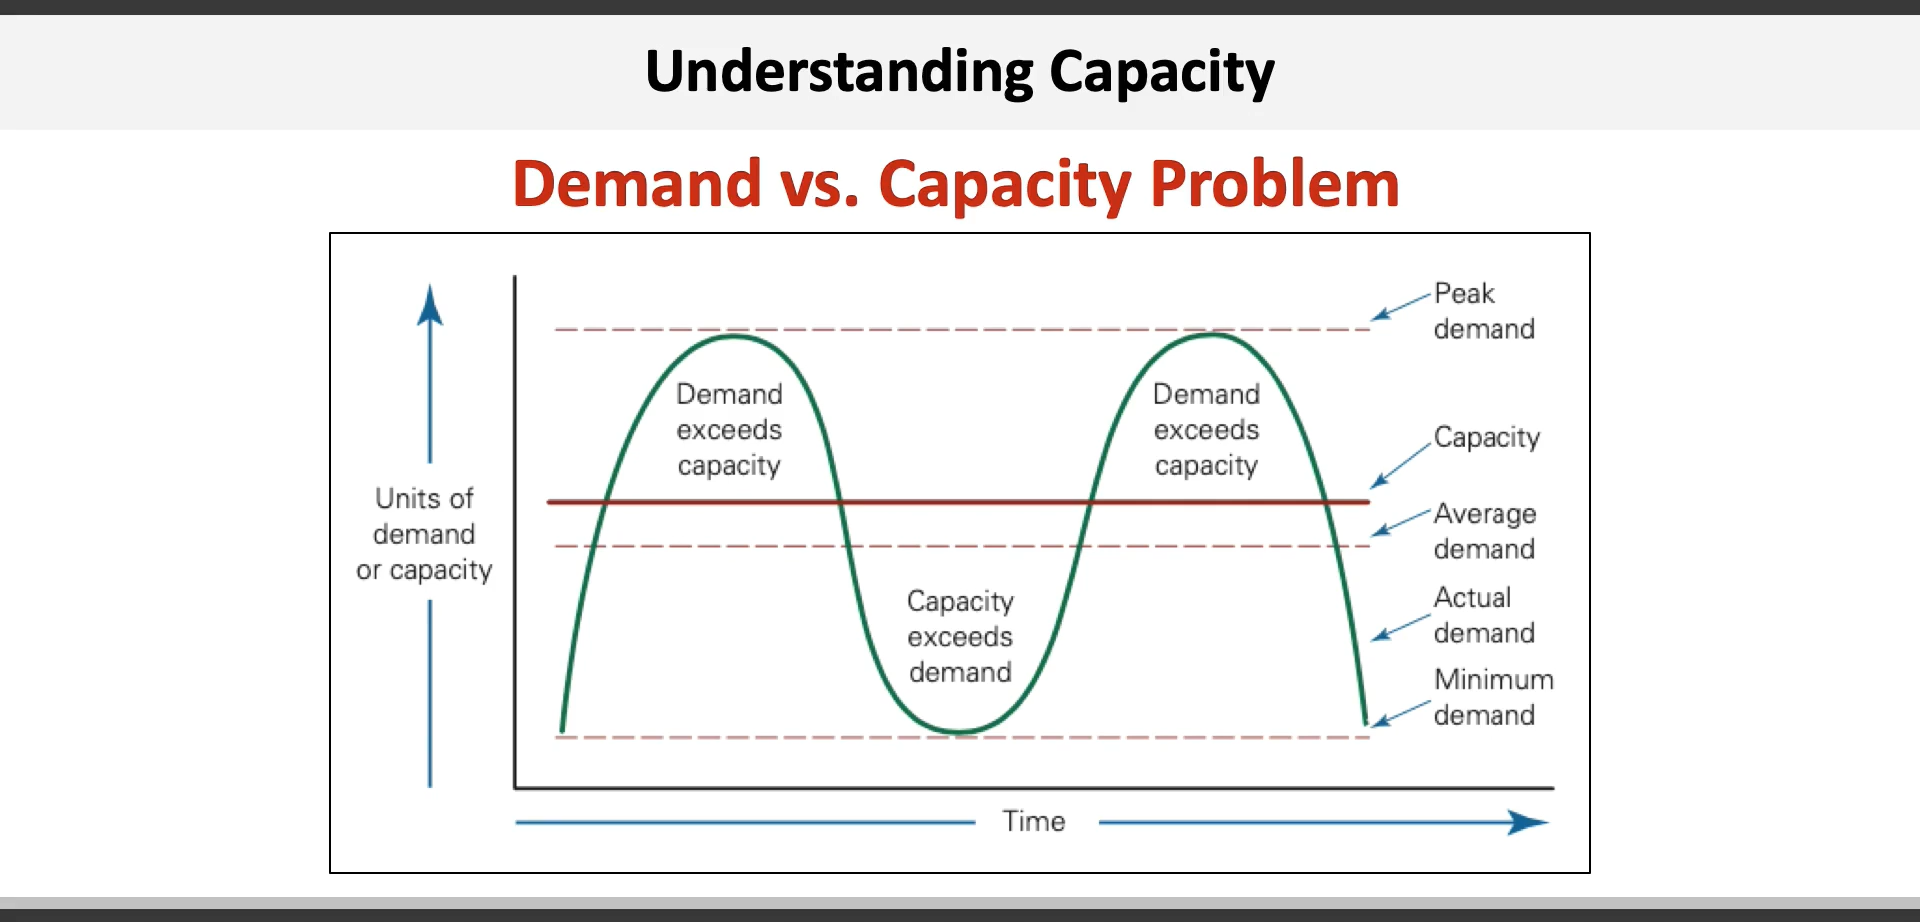 Understanding Capacity
Demand vs. Capacity Problem
Peak
demand
Demand
exceeds
capacity
Demand
exceeds
capacity
Capacity
Units of
demand
or capacity
Average
demand
Capacity
exceeds
demand
Actual
demand
Minimum
demand
Time